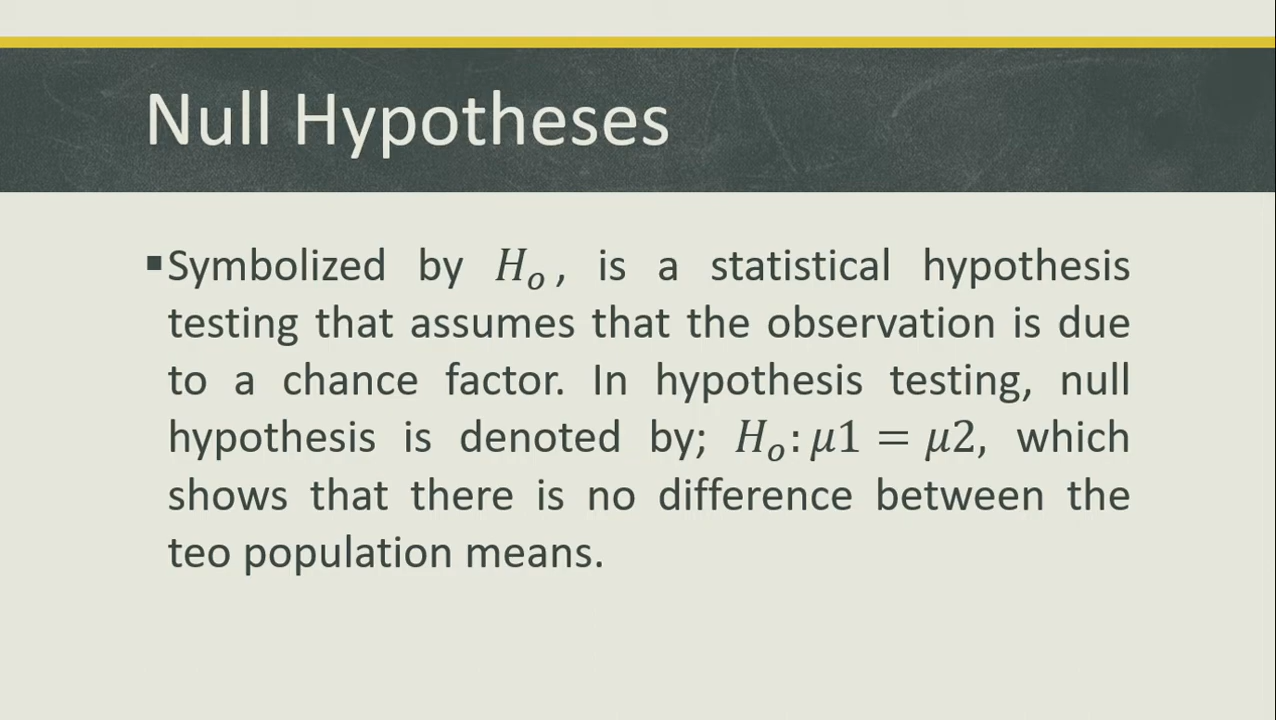 Null Hypotheses
▪Symbolized by Hₒ, is a statistical hypothesis
testing that assumes that the observation is due
to a chance factor. In hypothesis testing, null
hypothesis is denoted by; Hₒ: μ1 = μ2, which
shows that there is no difference between the
teo population means.